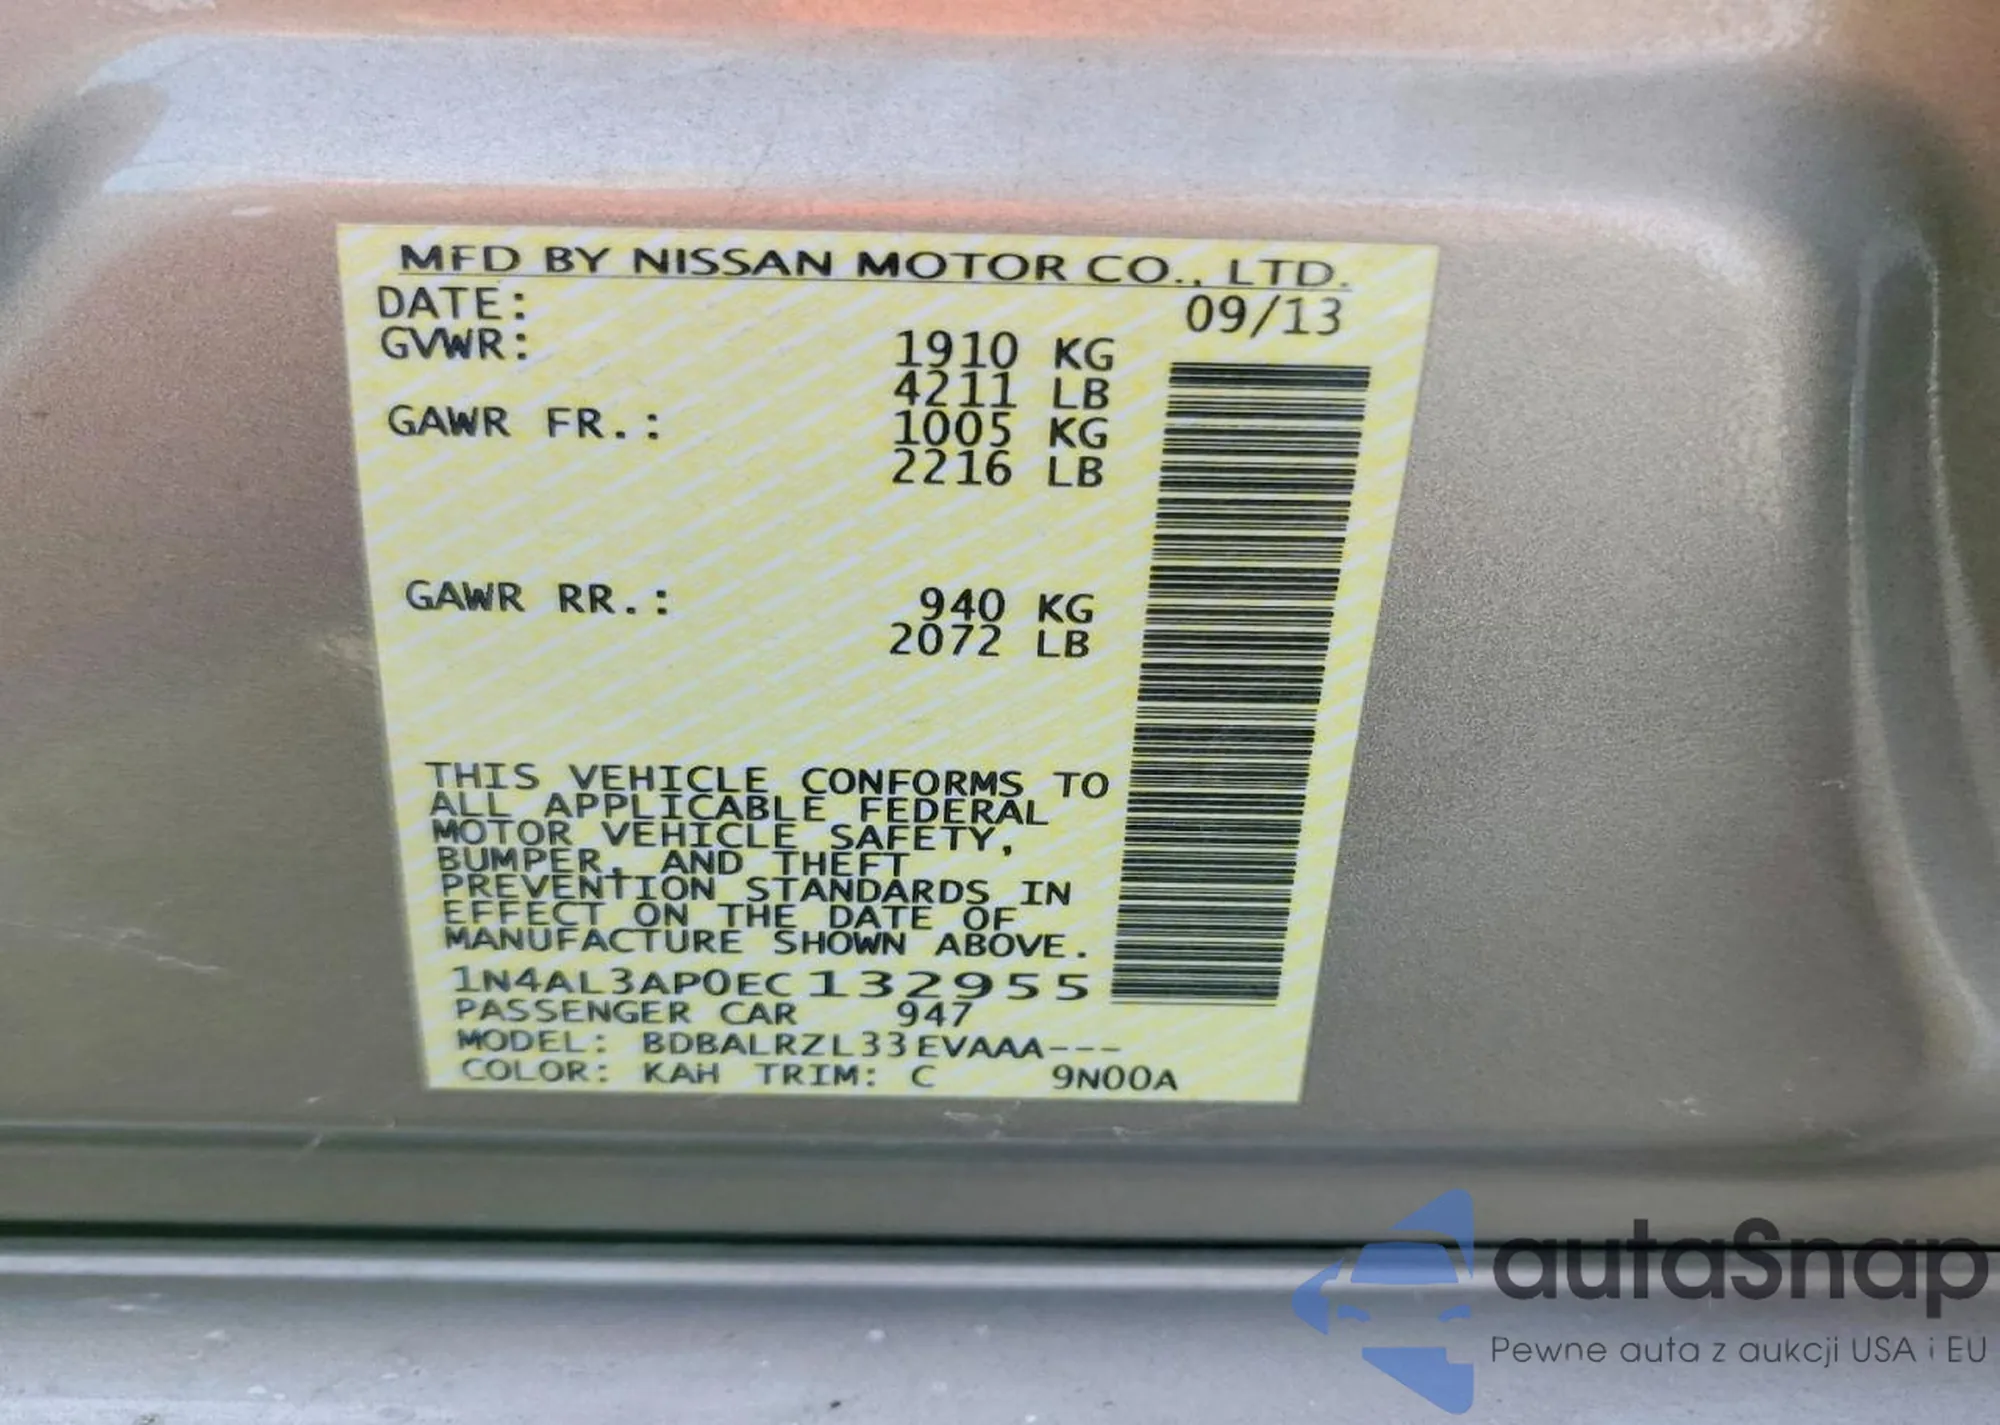 MFD BY NISSAN MOTOR CO., LTD.
DATE: 09/13
GVWR: 1910 KG
4211 LB
GAWR FR.: 1005 KG
2216 LB
GAWR RR.: 940 KG
2072 LB
THIS VEHICLE CONFORMS TO
ALL APPLICABLE FEDERAL
MOTOR VEHICLE SAFETY,
BUMPER, AND THEFT
PREVENTION STANDARDS IN
EFFECT ON THE DATE OF
MANUFACTURE SHOWN ABOVE.
1N4AL3AP0EC132955
PASSENGER CAR 947
MODEL: BDBALRZL33EVAAA---
COLOR: KAH TRIM: C 9N00A
autaSnap
Pewne auta z aukcji USA i EU